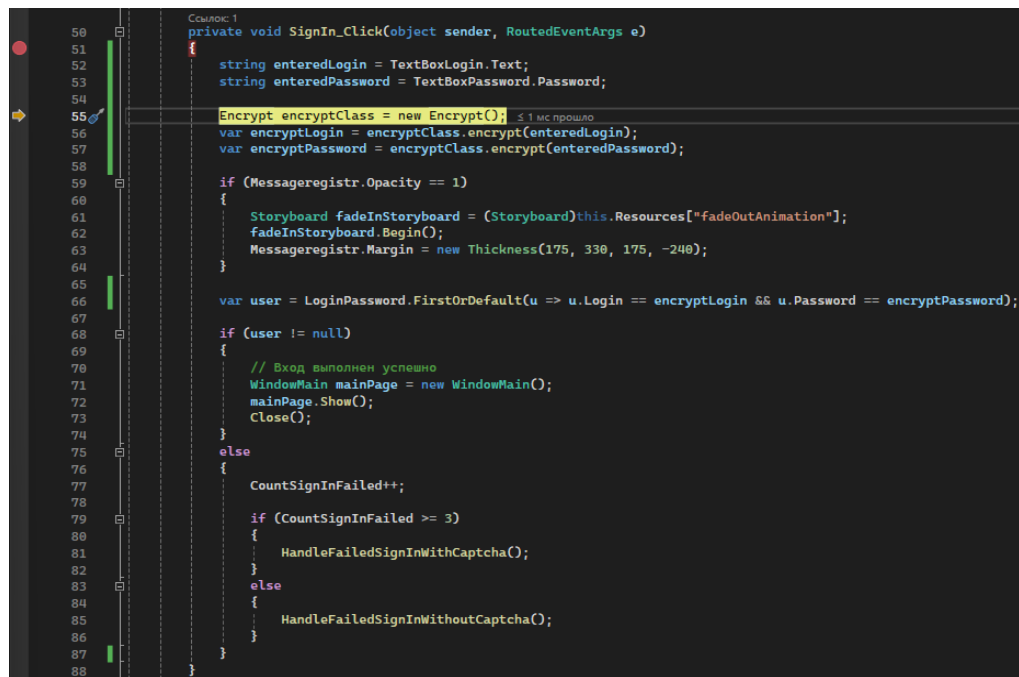 Ссылок: 1
50 private void SignIn_Click(object sender, RoutedEventArgs e)
51 {
52 string enteredLogin = TextBoxLogin.Text;
53 string enteredPassword = TextBoxPassword.Password;
54
55 Encrypt encryptClass = new Encrypt(); ≤ 1 мс прошло
56 var encryptLogin = encryptClass.encrypt(enteredLogin);
57 var encryptPassword = encryptClass.encrypt(enteredPassword);
58
59 if (Messageregistr.Opacity == 1)
60 {
61 Storyboard fadeInStoryboard = (Storyboard)this.Resources["fadeOutAnimation"];
62 fadeInStoryboard.Begin();
63 Messageregistr.Margin = new Thickness(175, 330, 175, -240);
64 }
65
66 var user = LoginPassword.FirstOrDefault(u => u.Login == encryptLogin && u.Password == encryptPassword);
67
68 if (user != null)
69 {
70 // Вход выполнен успешно
71 WindowMain mainPage = new WindowMain();
72 mainPage.Show();
73 Close();
74 }
75 else
76 {
77 CountSignInFailed++;
78
79 if (CountSignInFailed >= 3)
80 {
81 HandleFailedSignInWithCaptcha();
82 }
83 else
84 {
85 HandleFailedSignInWithoutCaptcha();
86 }
87 }
88 }